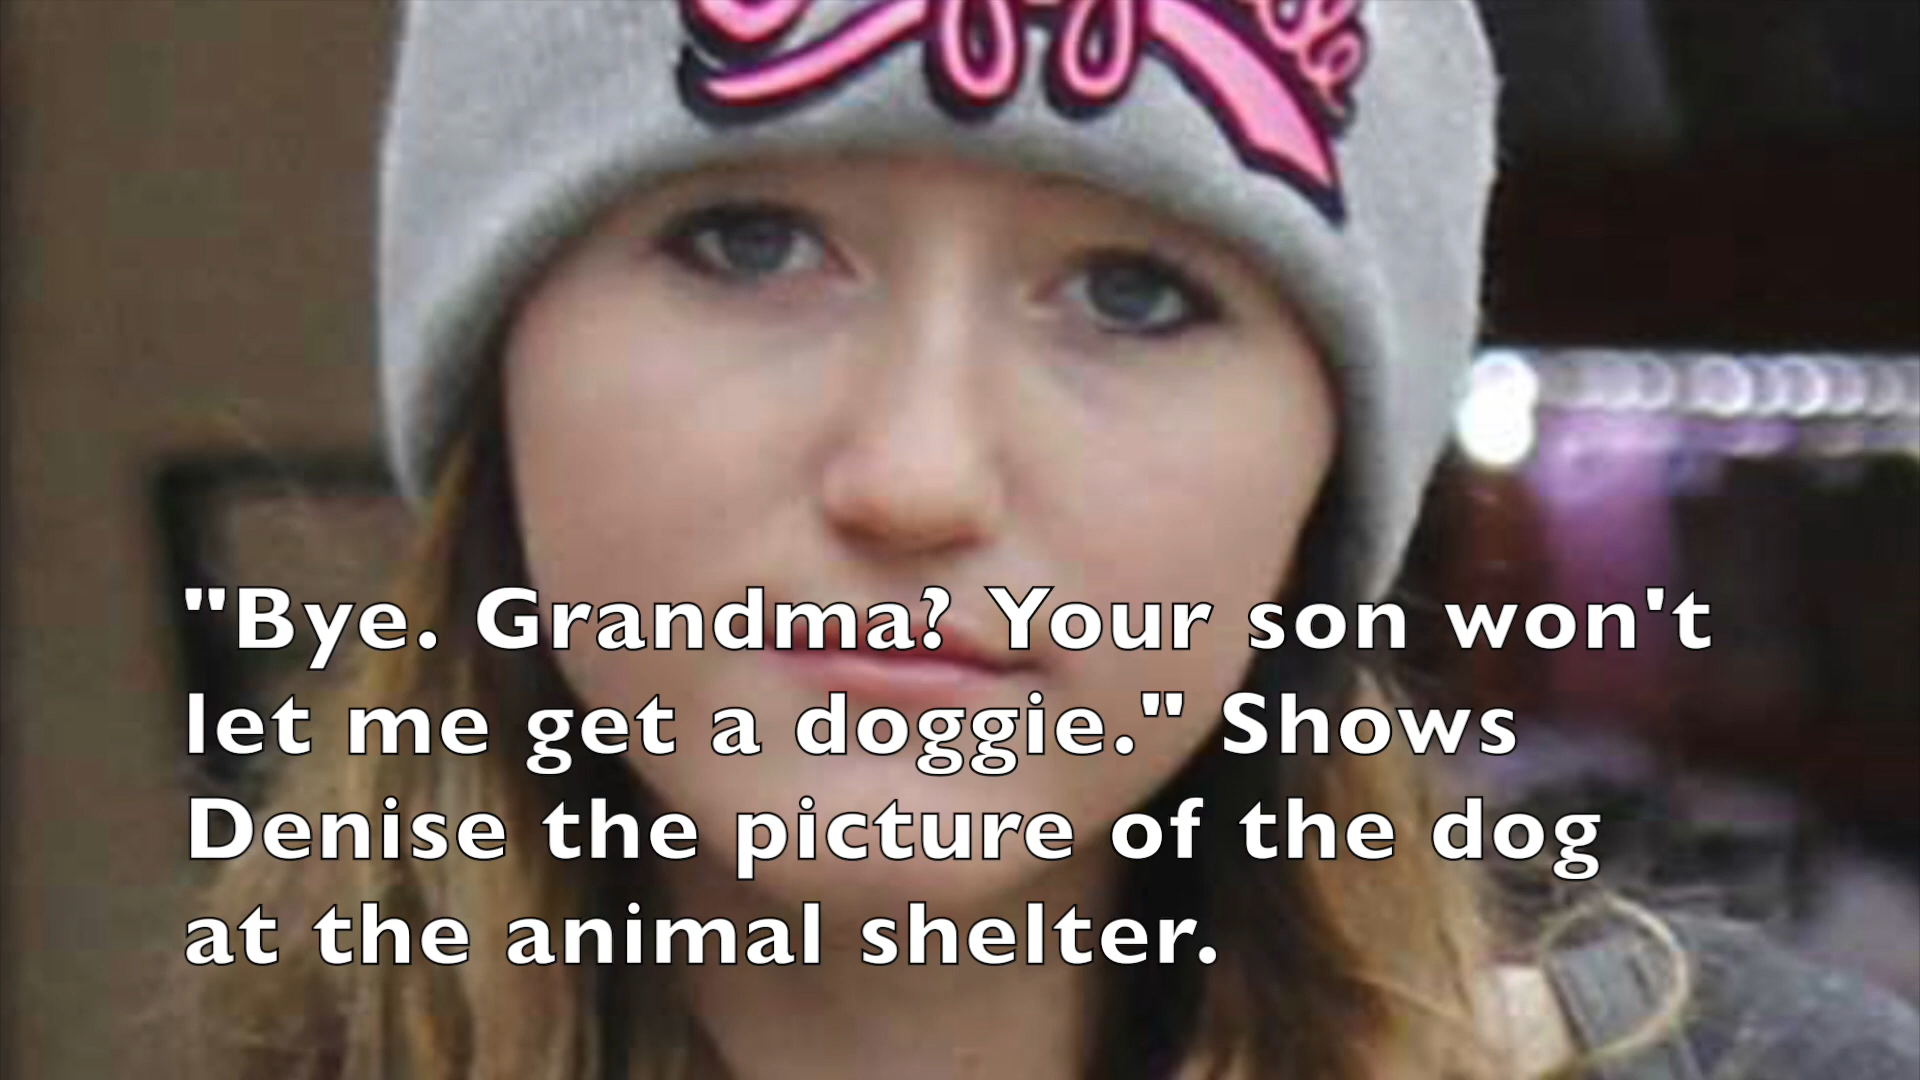 "Bye. Grandma? Your son won't
let me get a doggie." Shows
Denise the picture of the dog
at the animal shelter.